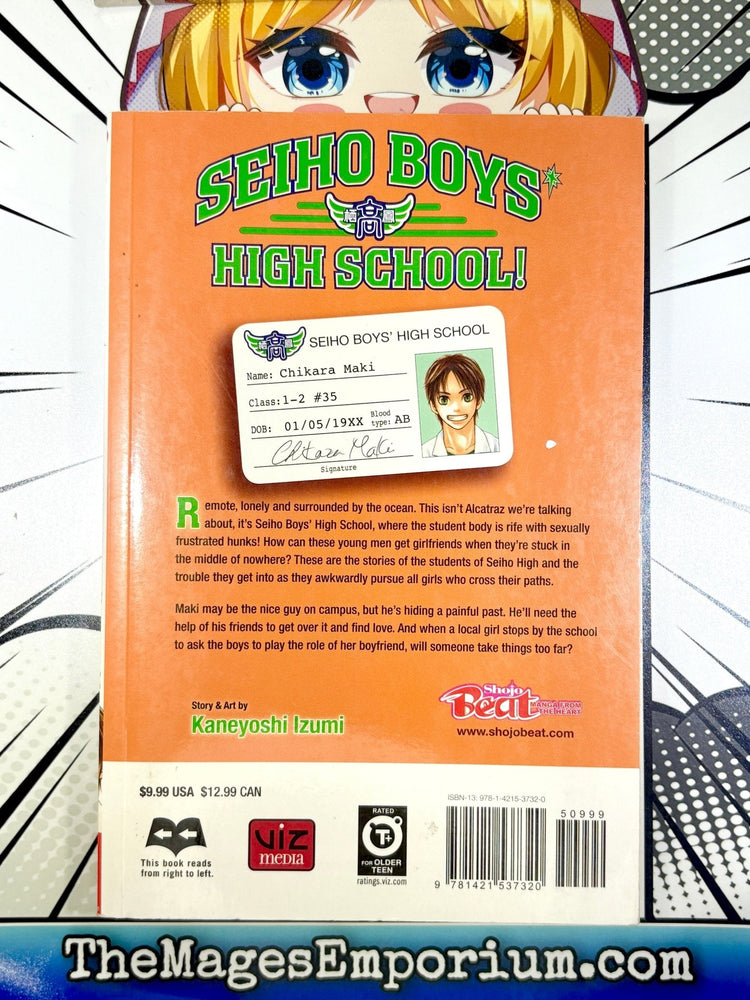 SEIHO BOYS'
栖高鳳
HIGH SCHOOL!
栖高鳳 SEIHO BOYS' HIGH SCHOOL
Name: Chikara Maki
Class: 1-2 #35
DOB: 01/05/19XX Blood type: AB
Chikara Maki
Signature
Remote, lonely and surrounded by the ocean. This isn't Alcatraz we're talking
about, it's Seiho Boys' High School, where the student body is rife with sexually
frustrated hunks! How can these young men get girlfriends when they're stuck in
the middle of nowhere? These are the stories of the students of Seiho High and the
trouble they get into as they awkwardly pursue all girls who cross their paths.
Maki may be the nice guy on campus, but he's hiding a painful past. He'll need the
help of his friends to get over it and find love. And when a local girl stops by the school
to ask the boys to play the role of her boyfriend, will someone take things too far?
Story & Art by
Kaneyoshi Izumi
Shojo
Beat
MANGA FROM
THE HEART
www.shojobeat.com
$9.99 USA $12.99 CAN
This book reads
from right to left.
VIZ
MEDIA
RATED
T+
FOR OLDER
TEEN
ratings.viz.com
ISBN-13: 978-1-4215-3732-0
50999
9 781421 537320
TheMagesEmporium.com